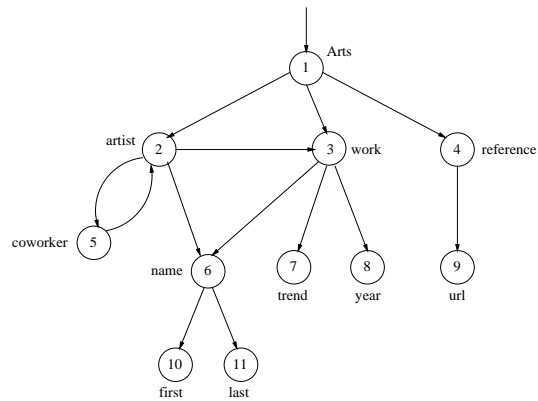 Arts
1
artist
2
3
work
4
reference
coworker
5
name
6
7
8
9
trend
year
url
10
11
first
last